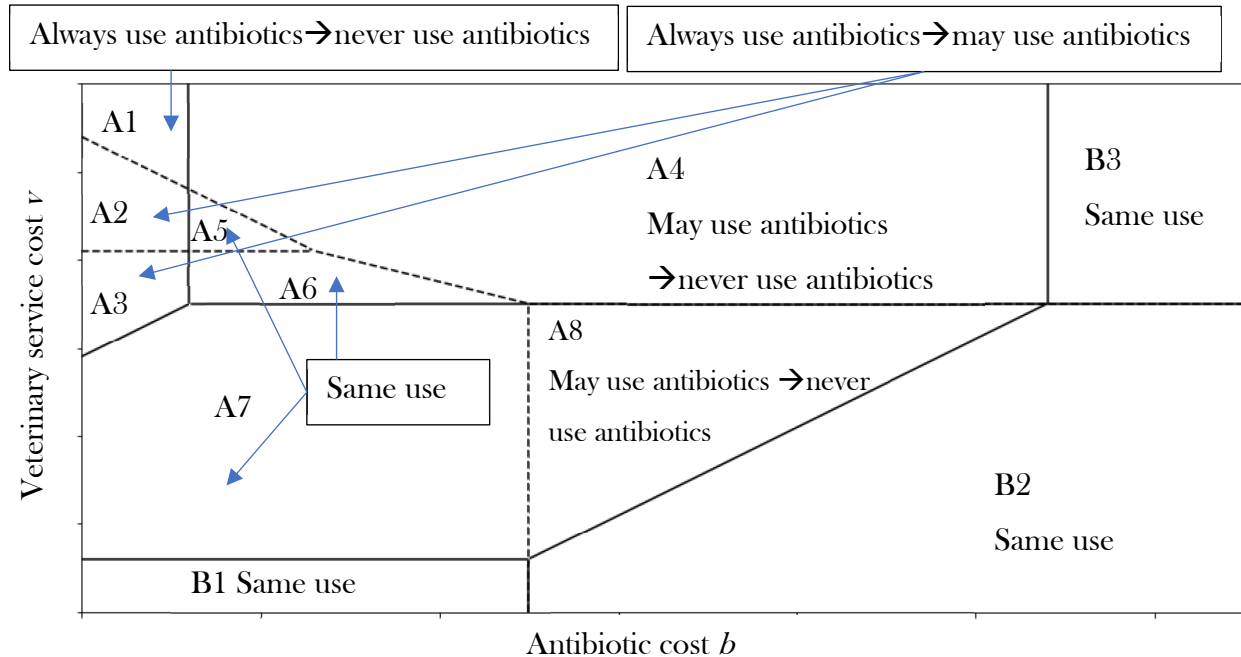 Always use antibiotics→never use antibiotics
Always use antibiotics→may use antibiotics
A1
A4
B3
A2
May use antibiotics
Same use
A5
→never use antibiotics
A3
A6
A8
May use antibiotics →never
use antibiotics
Same use
A7
B2
Same use
B1 Same use
Veterinary service cost v
Antibiotic cost b